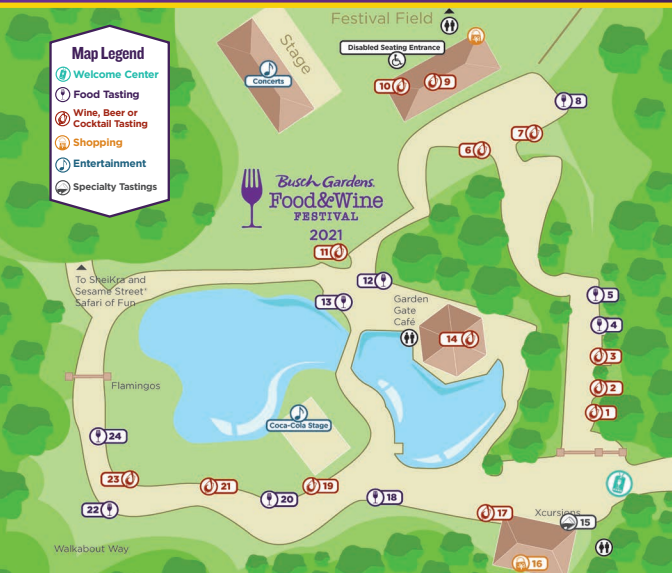 Festival Field
Map Legend
Welcome Center
Food Tasting
Wine, Beer or
Cocktail Tasting
Shopping
Entertainment
Specialty Tastings
Stage
Concerts
Disabled Seating Entrance
10
9
8
7
6
Busch Gardens.
Food&Wine
FESTIVAL
2021
11
To SheiKra and
Sesame Street®
Safari of Fun
12
13
Garden
Gate
Café
14
5
4
3
2
1
Flamingos
Coca-Cola Stage
24
23
22
21
20
19
18
17
Xcursions
15
16
Walkabout Way